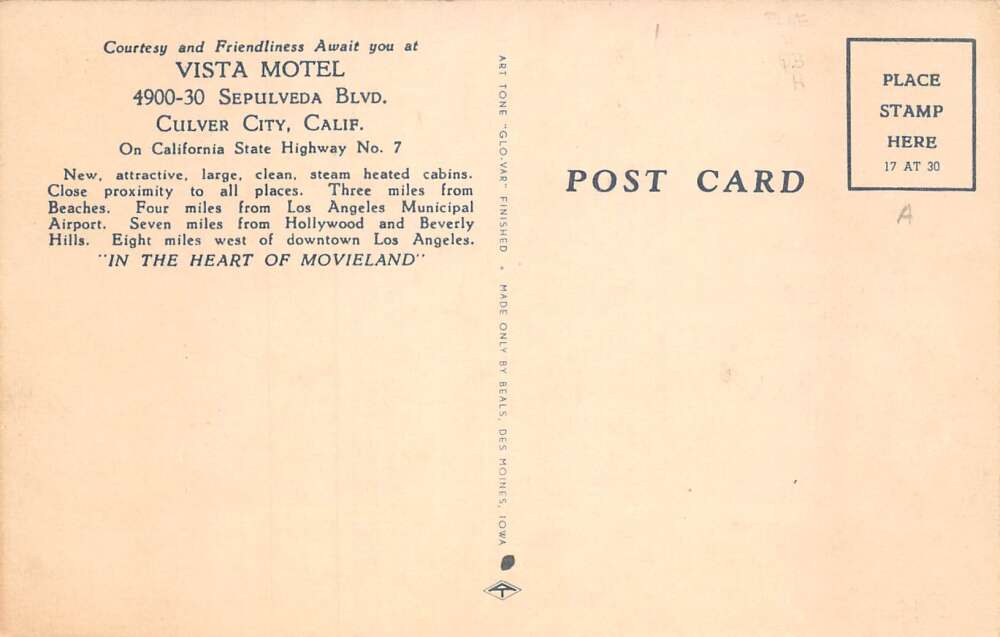 Courtesy and Friendliness Await you at
VISTA MOTEL
4900-30 SEPULVEDA BLVD.
CULVER CITY, CALIF.
On California State Highway No. 7
New, attractive, large, clean, steam heated cabins.
Close proximity to all places. Three miles from
Beaches. Four miles from Los Angeles Municipal
Airport. Seven miles from Hollywood and Beverly
Hills. Eight miles west of downtown Los Angeles.
"IN THE HEART OF MOVIELAND"
ART TONE "GLO-VAR" FINISHED • MADE ONLY BY BEALS, DES MOINES, IOWA
POST CARD
PLACE
STAMP
HERE
17 AT 30
A